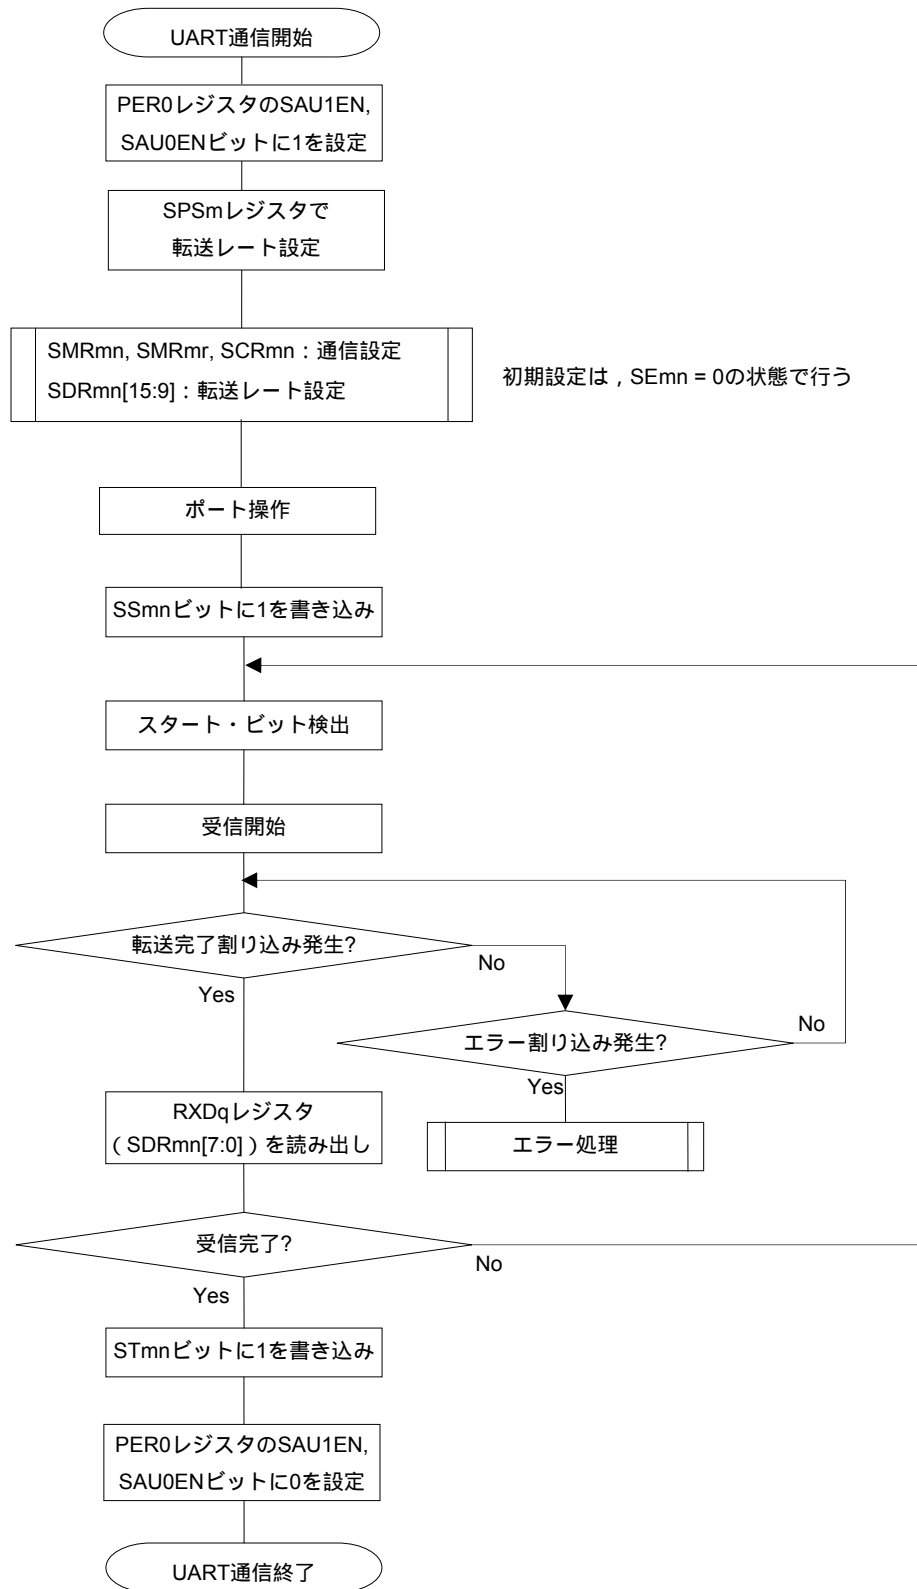 UART通信開始
PER0レジスタのSAU1EN,
SAU0ENビットに1を設定
SPSmレジスタで
転送レート設定
SMRmn, SMRmr, SCRmn：通信設定
SDRmn[15:9]：転送レート設定
初期設定は，SEmn = 0の状態で行う
ポート操作
SSmnビットに1を書き込み
スタート・ビット検出
受信開始
転送完了割り込み発生?
No
Yes
エラー割り込み発生?
No
Yes
RXDqレジスタ
（SDRmn[7:0]）を読み出し
エラー処理
受信完了?
No
Yes
STmnビットに1を書き込み
PER0レジスタのSAU1EN,
SAU0ENビットに0を設定
UART通信終了